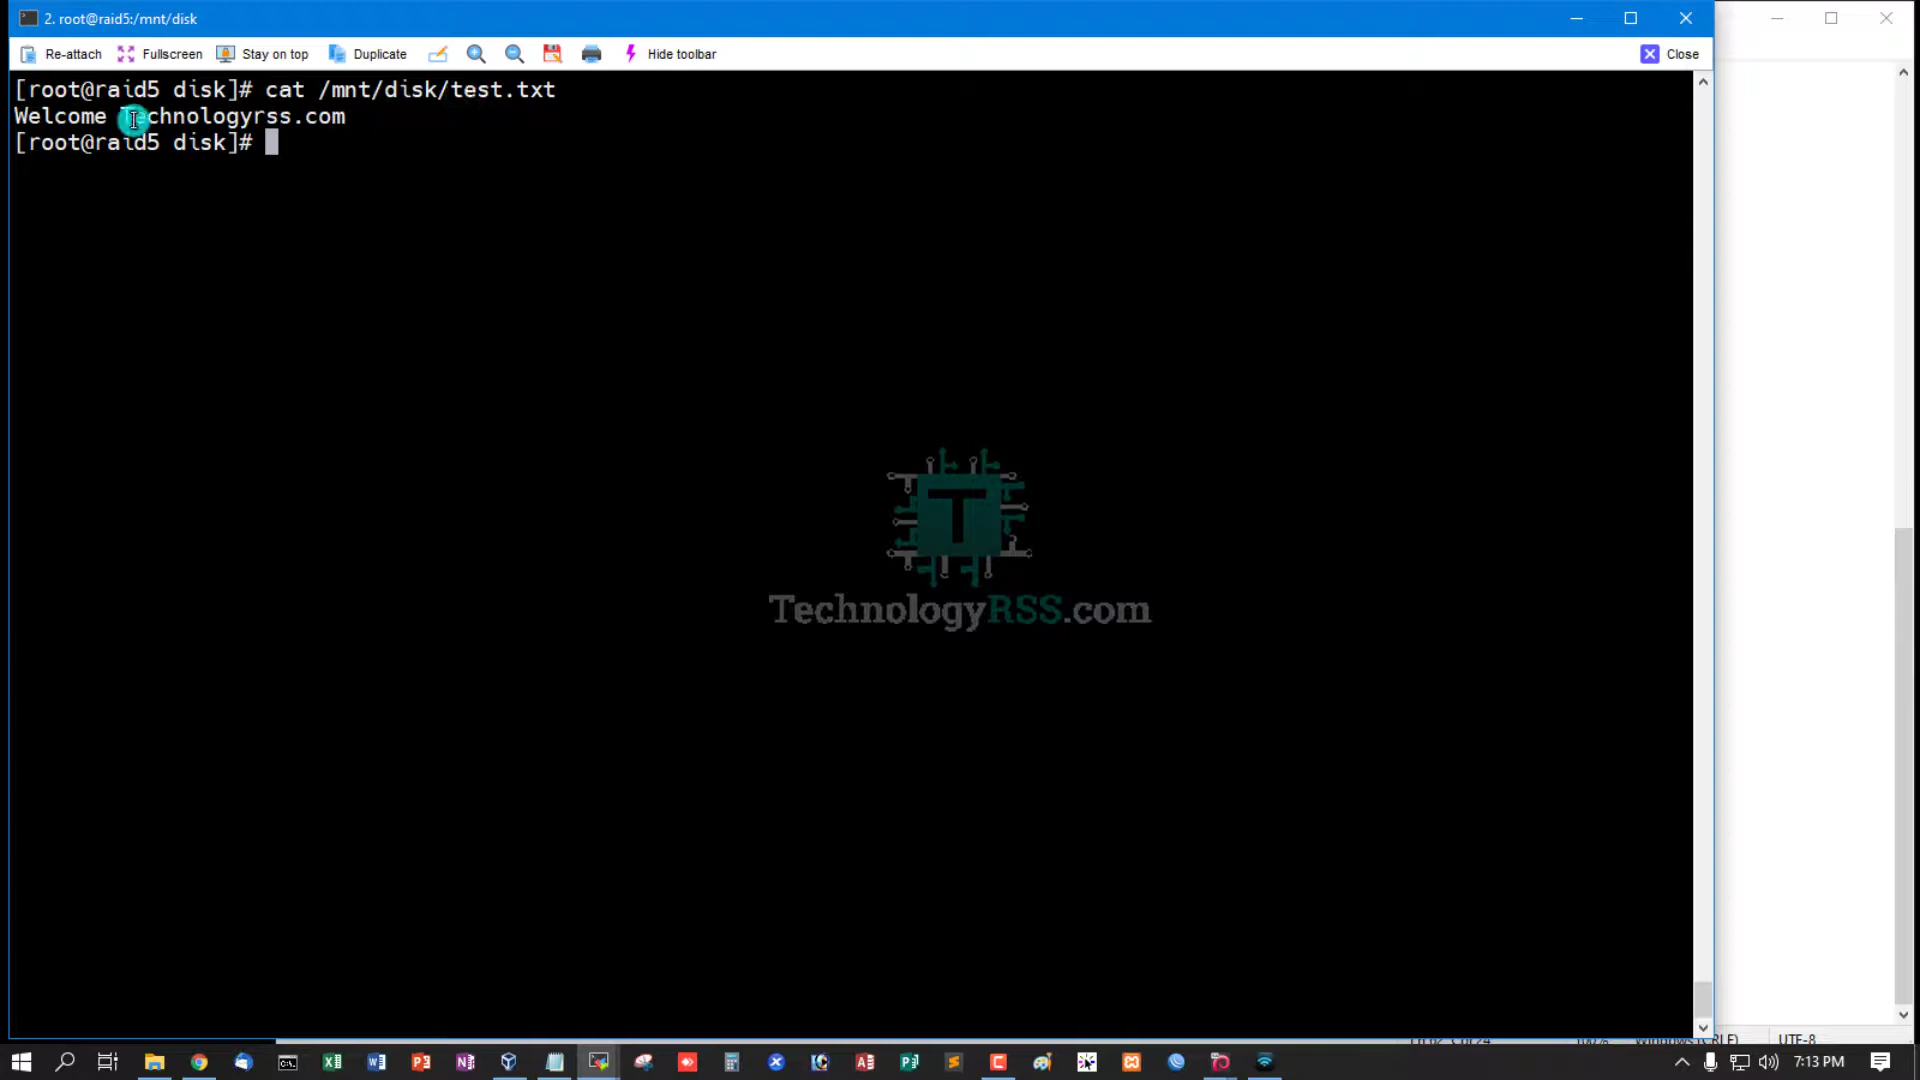 2. root@raid5:/mnt/disk
Re-attach Fullscreen Stay on top Duplicate Hide toolbar Close
[root@raid5 disk]# cat /mnt/disk/test.txt
Welcome Technologyrss.com
[root@raid5 disk]#
T
TechnologyRSS.com
UTF-8
7:13 PM